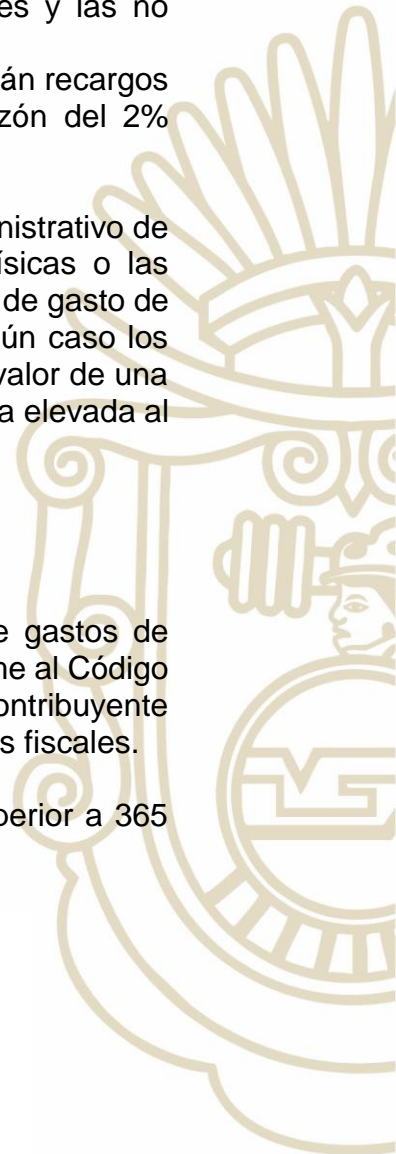 es y las no
án recargos
zón del 2%
nistrativo de
ísicas o las
de gasto de
ún caso los
valor de una
a elevada al
e gastos de
ne al Código
ontribuyente
s fiscales.
perior a 365